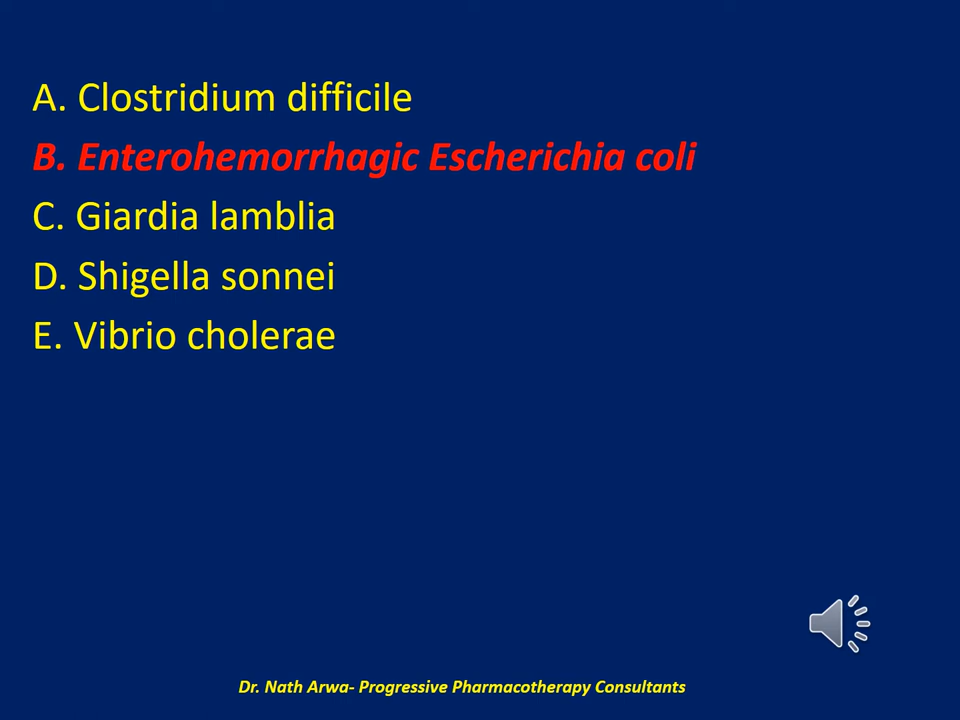 A. Clostridium difficile
B. Enterohemorrhagic Escherichia coli
C. Giardia lamblia
D. Shigella sonnei
E. Vibrio cholerae
Dr. Nath Arwa- Progressive Pharmacotherapy Consultants